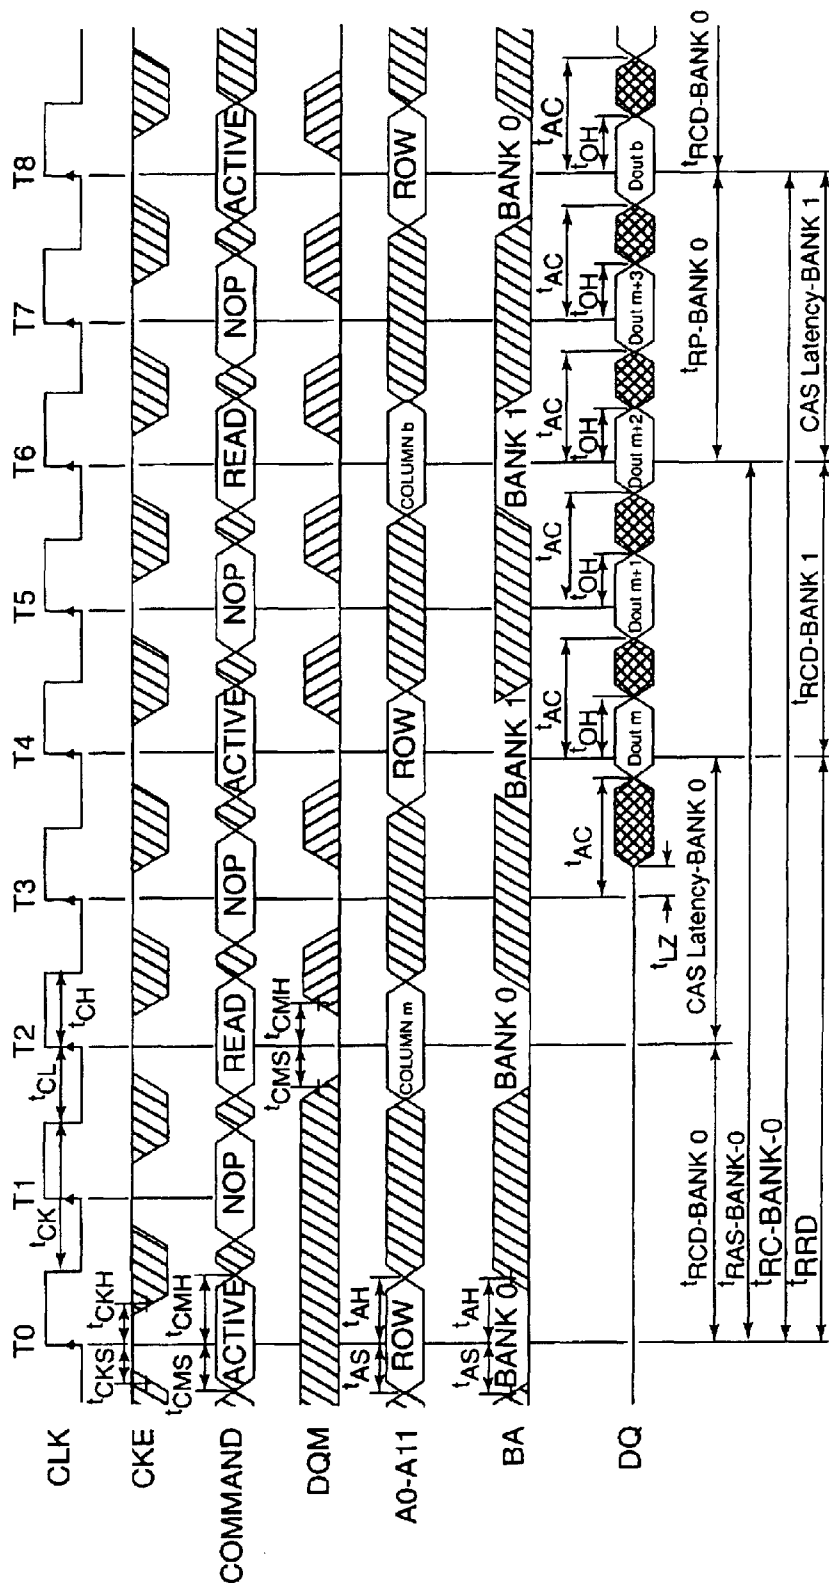 T0 T1 T2 T3 T4 T5 T6 T7 T8
CLK
tCK tCL tCH
tCKS tCKH
CKE
tCMS tCMH
COMMAND ACTIVE NOP READ NOP ACTIVE NOP READ NOP ACTIVE
tCMS tCMH
DQM
tAS tAH
A0-A11 ROW COLUMN m ROW COLUMN b ROW
tAS tAH
BA BANK 0 BANK 0 BANK 1 BANK 1 BANK 0
tAC tAC tAC tAC tAC tAC
tOH tOH tOH tOH tOH
DQ Dout m Dout m+1 Dout m+2 Dout m+3 Dout b
tLZ
tRCD-BANK 0 CAS Latency-BANK 0 tRP-BANK 0 tRCD-BANK 0
tRAS-BANK-0
tRC-BANK-0
tRRD tRCD-BANK 1 CAS Latency-BANK 1